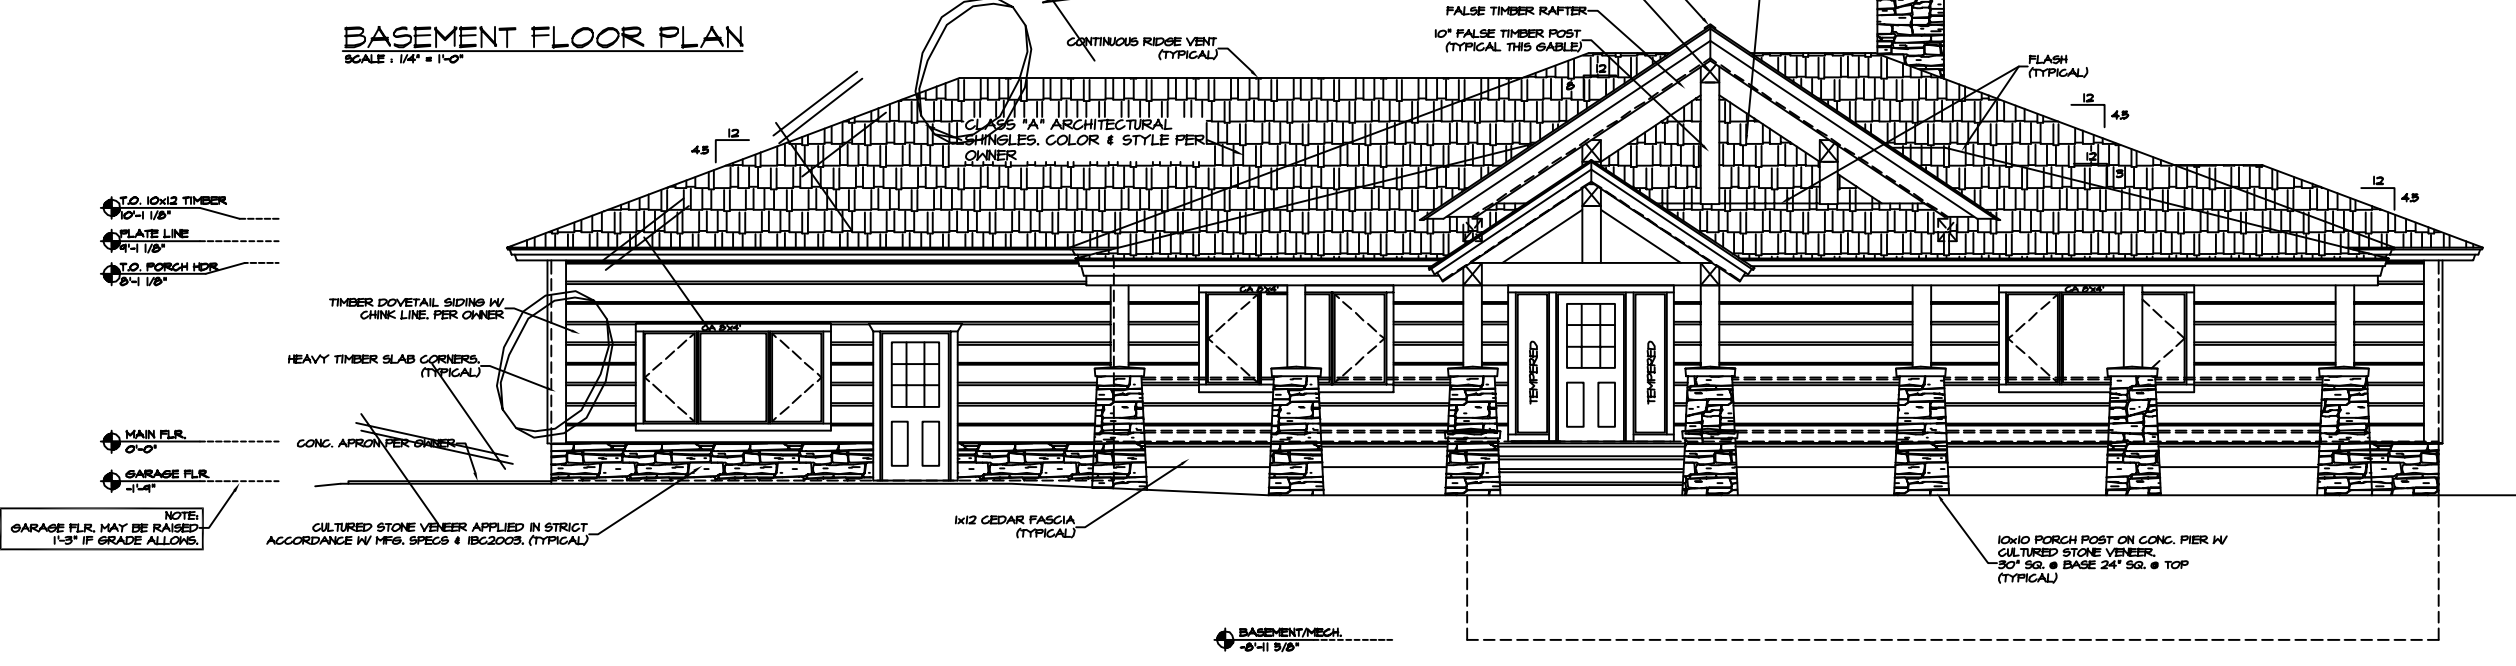 BASEMENT FLOOR PLAN
SCALE : 1/4" = 1'-0"
FALSE TIMBER RAFTER
10" FALSE TIMBER POST
(TYPICAL THIS GABLE)
CONTINUOUS RIDGE VENT
(TYPICAL)
FLASH
(TYPICAL)
12
8
12
4.5
12
4.5
12
3
12
4.5
CLASS "A" ARCHITECTURAL
SHINGLES. COLOR & STYLE PER
OWNER
T.O. 10x12 TIMBER
10'-1 1/8"
PLATE LINE
9'-1 1/8"
T.O. PORCH HDR
8'-1 1/8"
TIMBER DOVETAIL SIDING W/
CHINK LINE. PER OWNER
HEAVY TIMBER SLAB CORNERS.
(TYPICAL)
TEMPERED
TEMPERED
MAIN FLR.
0'-0"
CONC. APRON PER OWNER
GARAGE FLR.
-1'-9"
NOTE:
GARAGE FLR. MAY BE RAISED
1'-3" IF GRADE ALLOWS.
CULTURED STONE VENEER APPLIED IN STRICT
ACCORDANCE W/ MFG. SPECS & IBC2003. (TYPICAL)
1x12 CEDAR FASCIA
(TYPICAL)
10x10 PORCH POST ON CONC. PIER W/
CULTURED STONE VENEER.
30" SQ. @ BASE 24" SQ. @ TOP
(TYPICAL)
BASEMENT/MECH.
-8'-11 3/8"